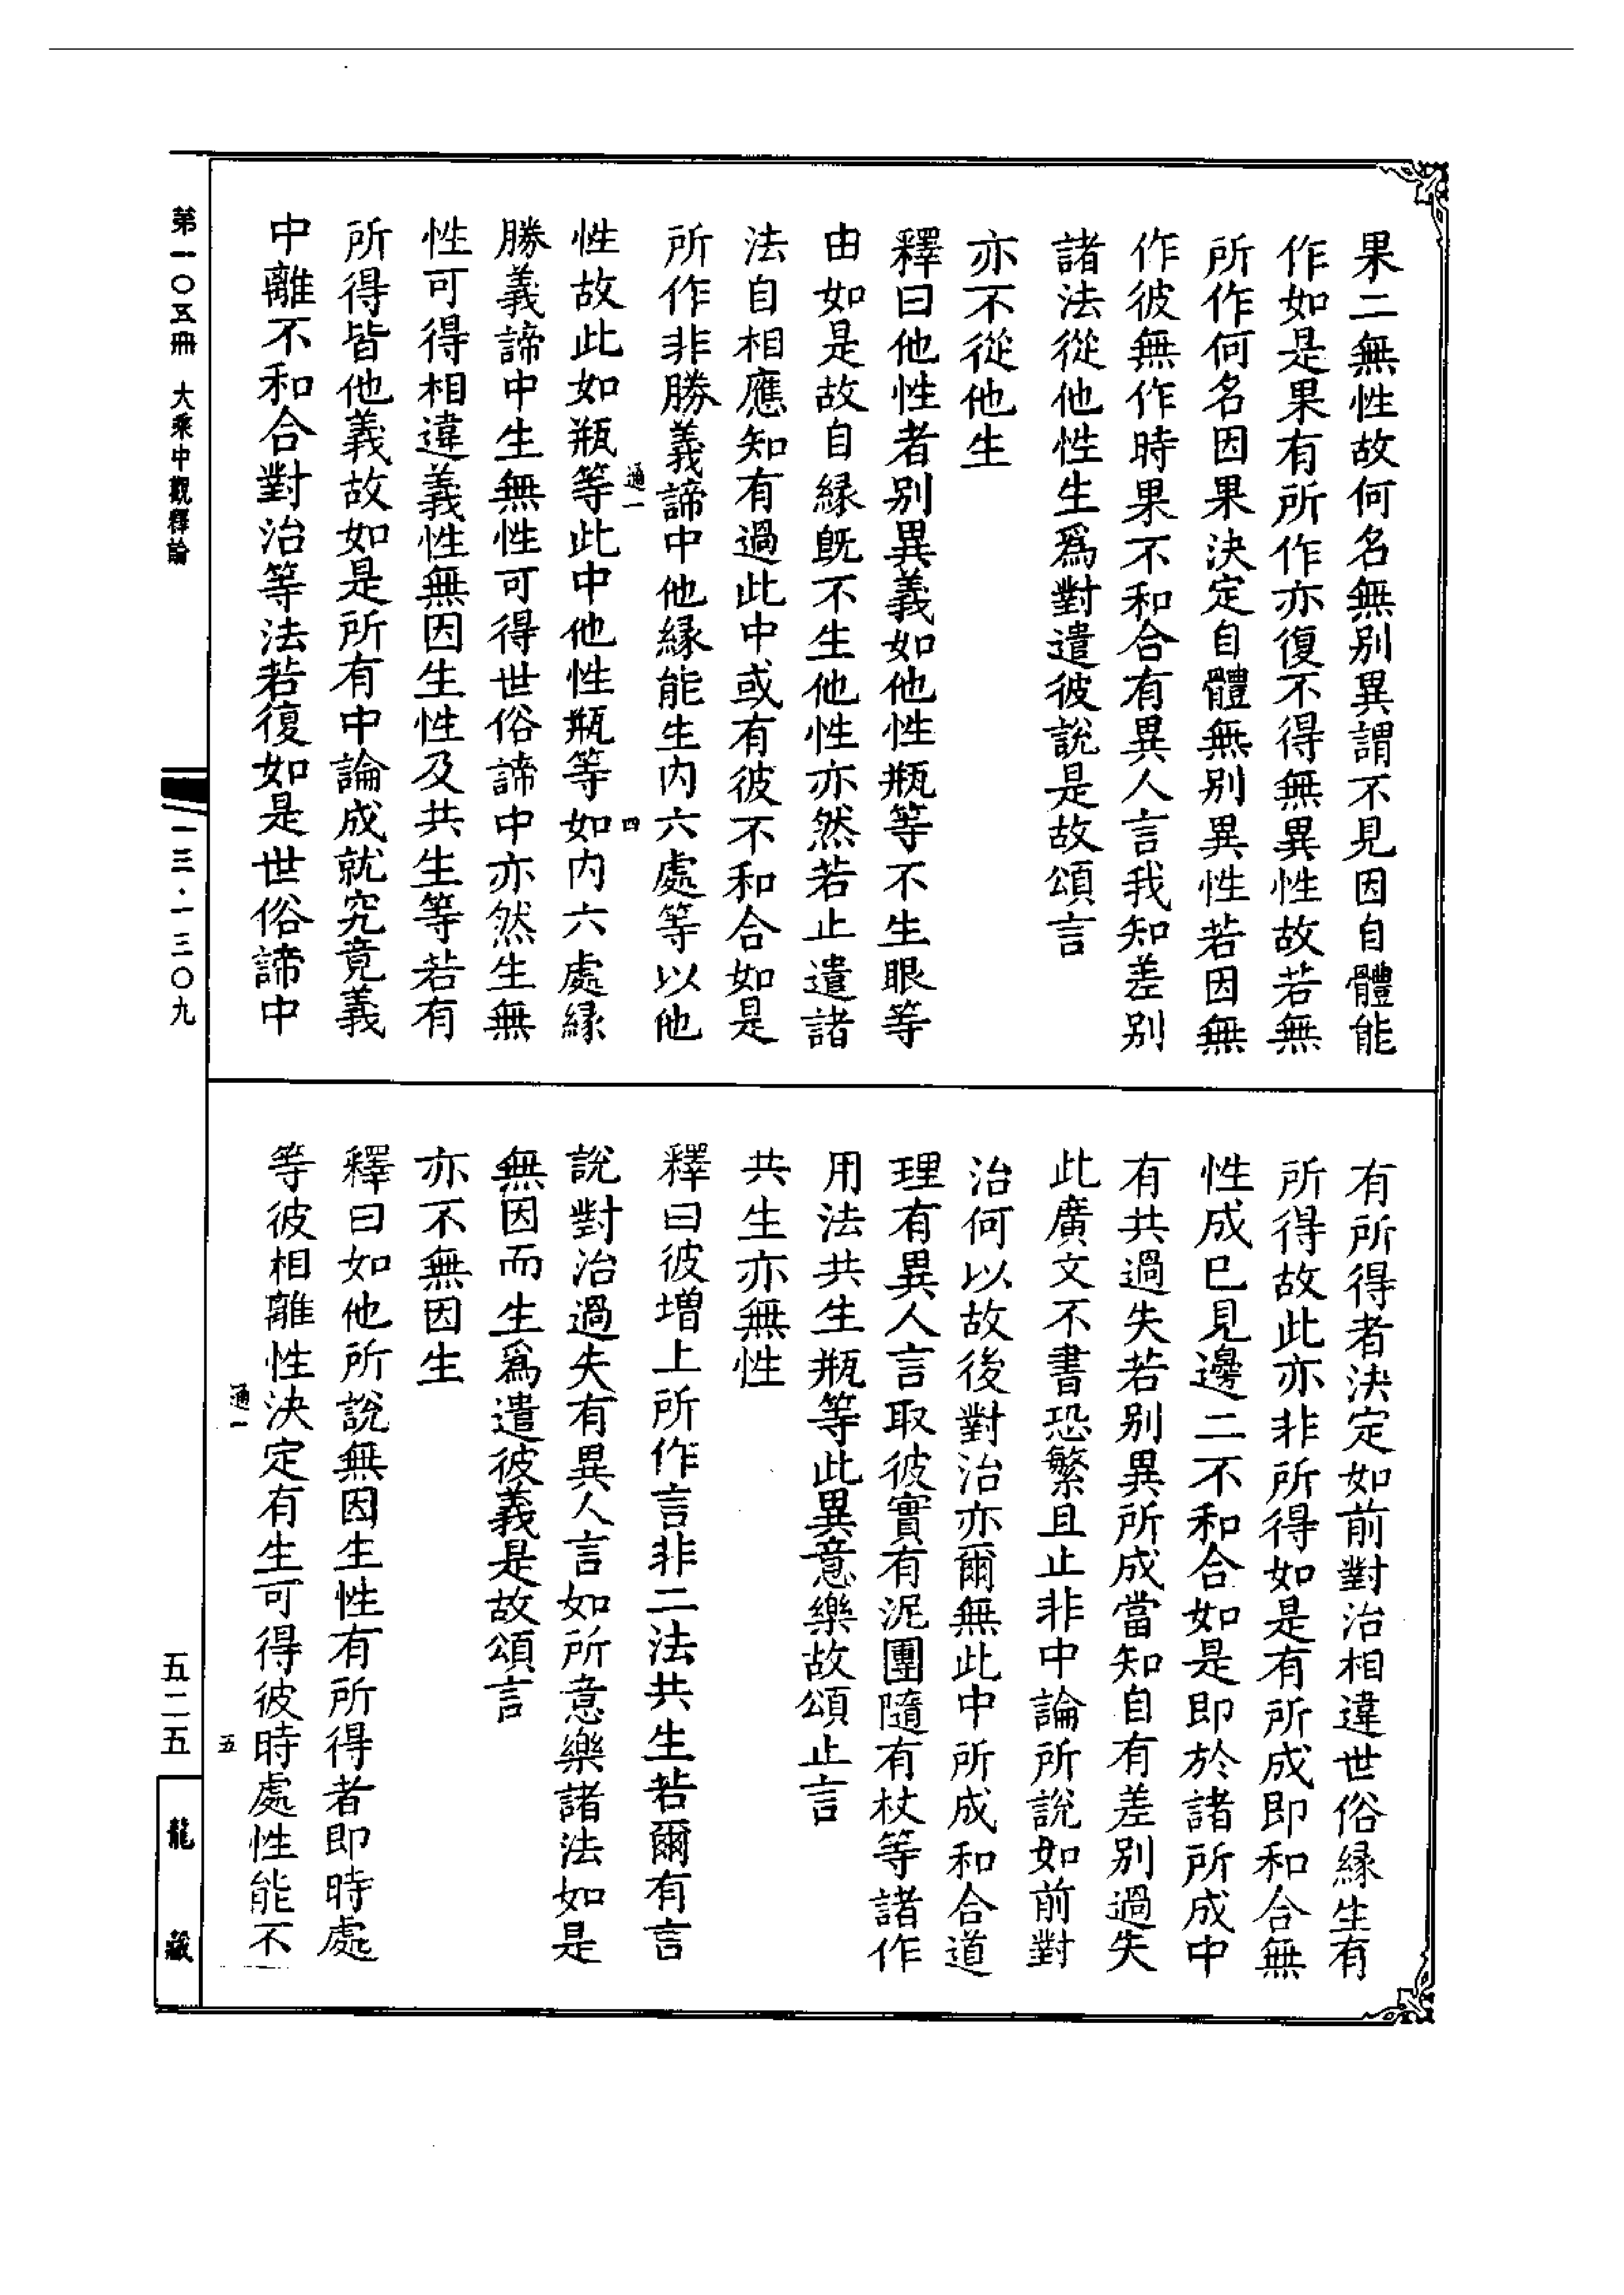 果二無性故何名無別異謂不見因自體能
作如是果有所作亦復不得無異性故若無
所作何名因果決定自體無別異性若因無
作彼無作時果不和合有異人言我知差別
諸法從他性生爲對遣彼說是故頌言
亦不從他生
釋曰他性者別異義如他性瓶等不生眼等
由如是故自緣既不生他性亦然若止遣諸
法自相應知有過此中或有彼不和合如是
所作非勝義諦中他緣能生內六處等以他
通一
四
性故此如瓶等此中他性瓶等如內六處緣
勝義諦中生無性可得世俗諦中亦然生無
性可得相違義性無因生性及共生等若有
所得皆他義故如是所有中論成就究竟義
中離不和合對治等法若復如是世俗諦中
有所得者決定如前對治相違世俗緣生有
所得故此亦非所得如是有所成即和合無
性成已見邊二不和合如是即於諸所成中
有共過失若別異所成當知自有差別過失
此廣文不書恐繁且止非中論所說如前對
治何以故後對治亦爾無此中所成和合道
理有異人言取彼實有泥團隨有杖等諸作
用法共生瓶等此異意樂故頌止言
共生亦無性
釋曰彼增上所作言非二法共生若爾有言
說對治過失有異人言如所意樂諸法如是
無因而生爲遣彼義是故頌言
亦不無因生
釋曰如他所說無因生性有所得者即時處
等彼相離性決定有生可得彼時處性能不
通一
五
第一〇五冊 大乘中觀釋論
一三·一三〇九
五二五
龍藏